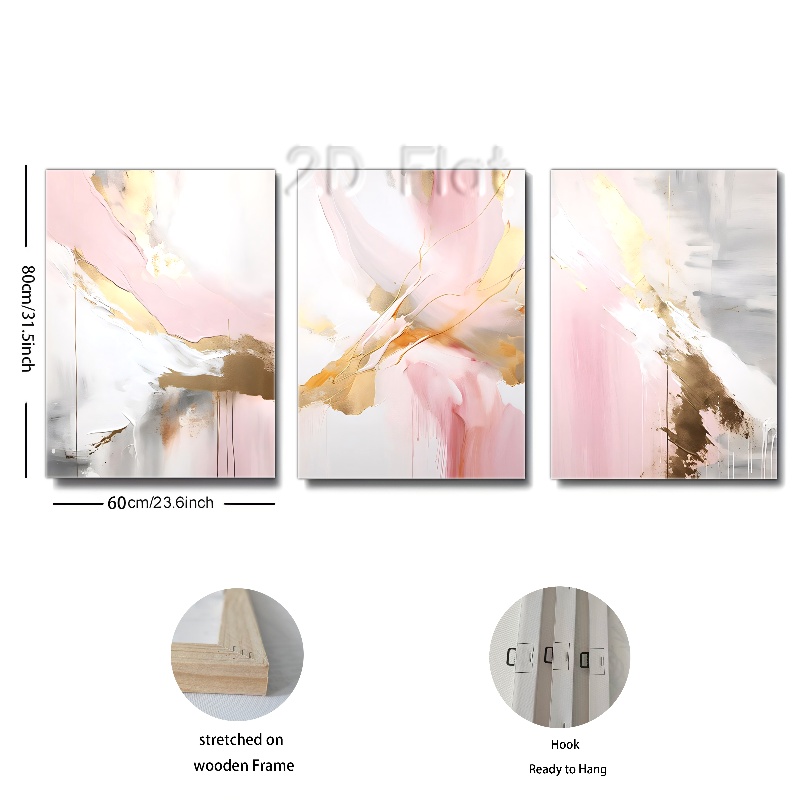 2D Flat
80cm/31.5inch
60cm/23.6inch
stretched on
wooden Frame
Hook
Ready to Hang